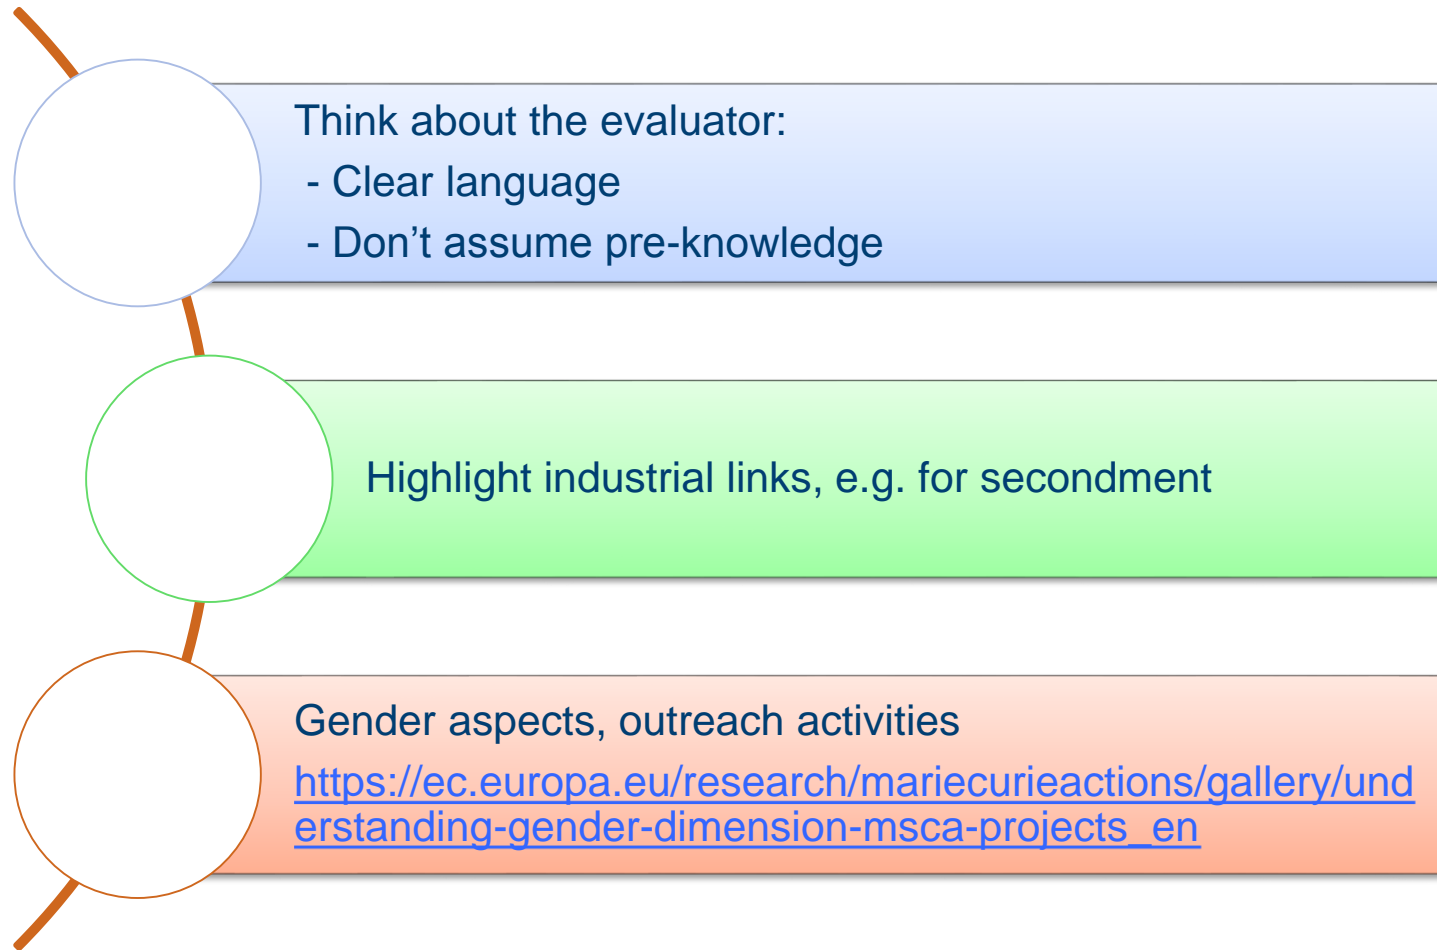 Think about the evaluator:
- Clear language
- Don’t assume pre-knowledge
Highlight industrial links, e.g. for secondment
Gender aspects, outreach activities
https://ec.europa.eu/research/mariecurieactions/gallery/und
erstanding-gender-dimension-msca-projects_en